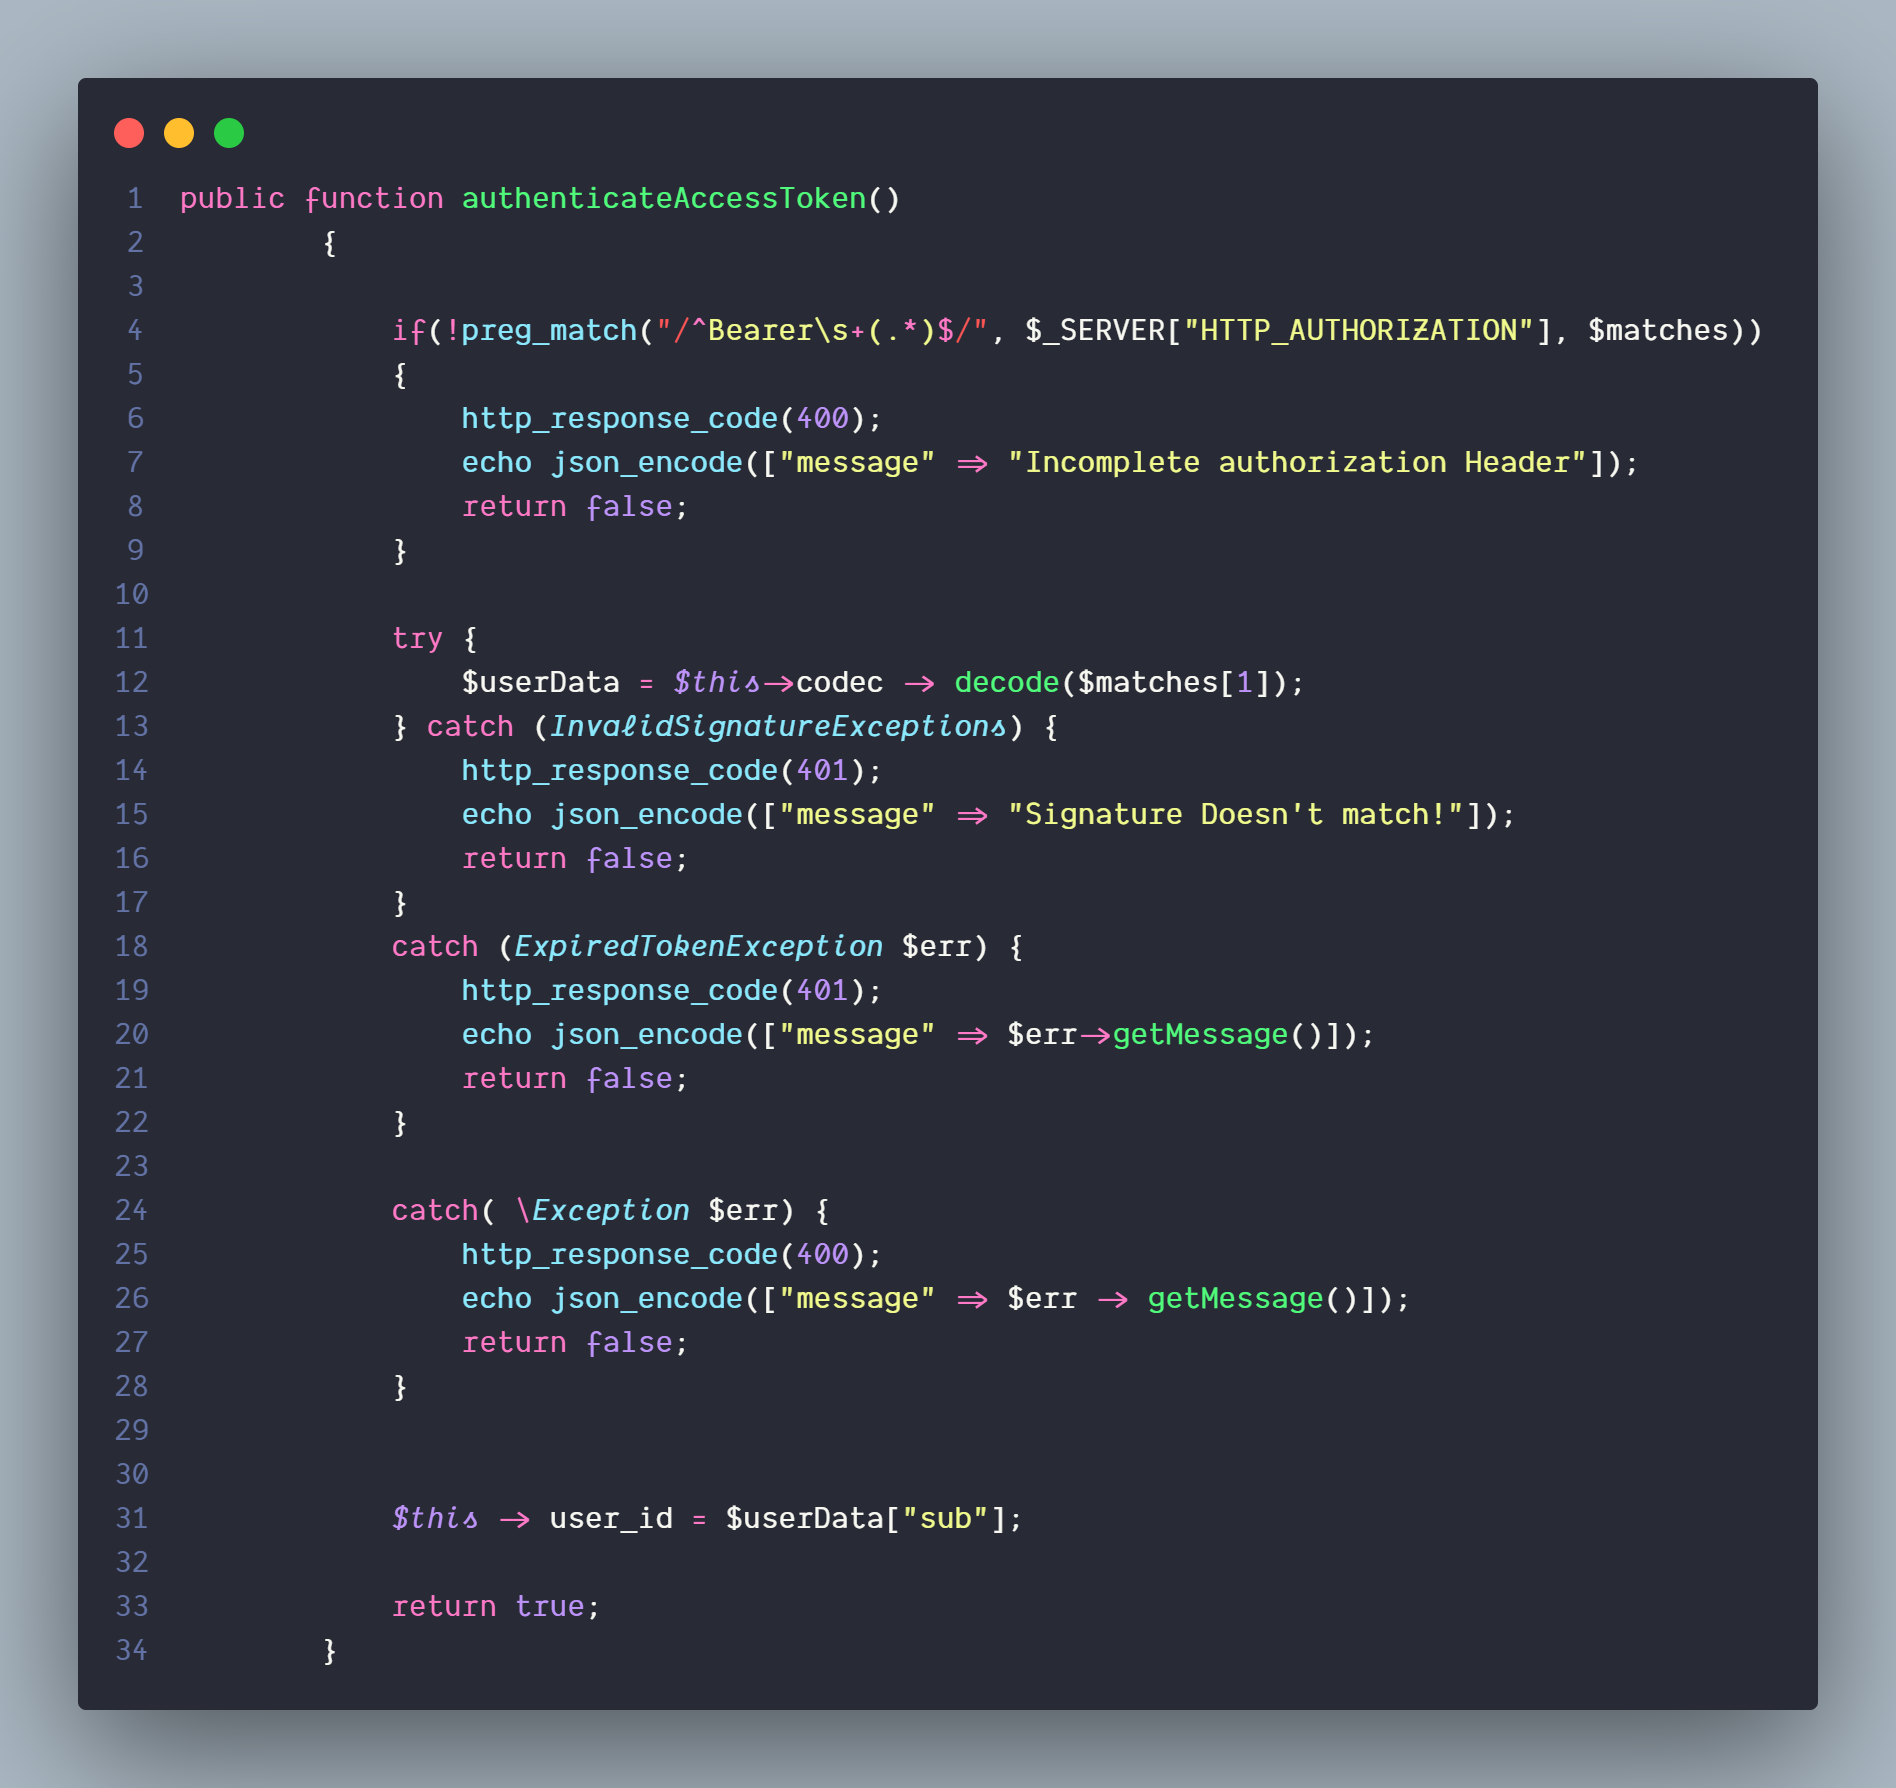 1 public function authenticateAccessToken()
2 {
3
4 if(!preg_match("/^Bearer\s+(.*)$/", $_SERVER["HTTP_AUTHORIZATION"], $matches))
5 {
6 http_response_code(400);
7 echo json_encode(["message" => "Incomplete authorization Header"]);
8 return false;
9 }
10
11 try {
12 $userData = $this->codec -> decode($matches[1]);
13 } catch (InvalidSignatureExceptions) {
14 http_response_code(401);
15 echo json_encode(["message" => "Signature Doesn't match!"]);
16 return false;
17 }
18 catch (ExpiredTokenException $err) {
19 http_response_code(401);
20 echo json_encode(["message" => $err->getMessage()]);
21 return false;
22 }
23
24 catch( \Exception $err) {
25 http_response_code(400);
26 echo json_encode(["message" => $err -> getMessage()]);
27 return false;
28 }
29
30
31 $this -> user_id = $userData["sub"];
32
33 return true;
34 }